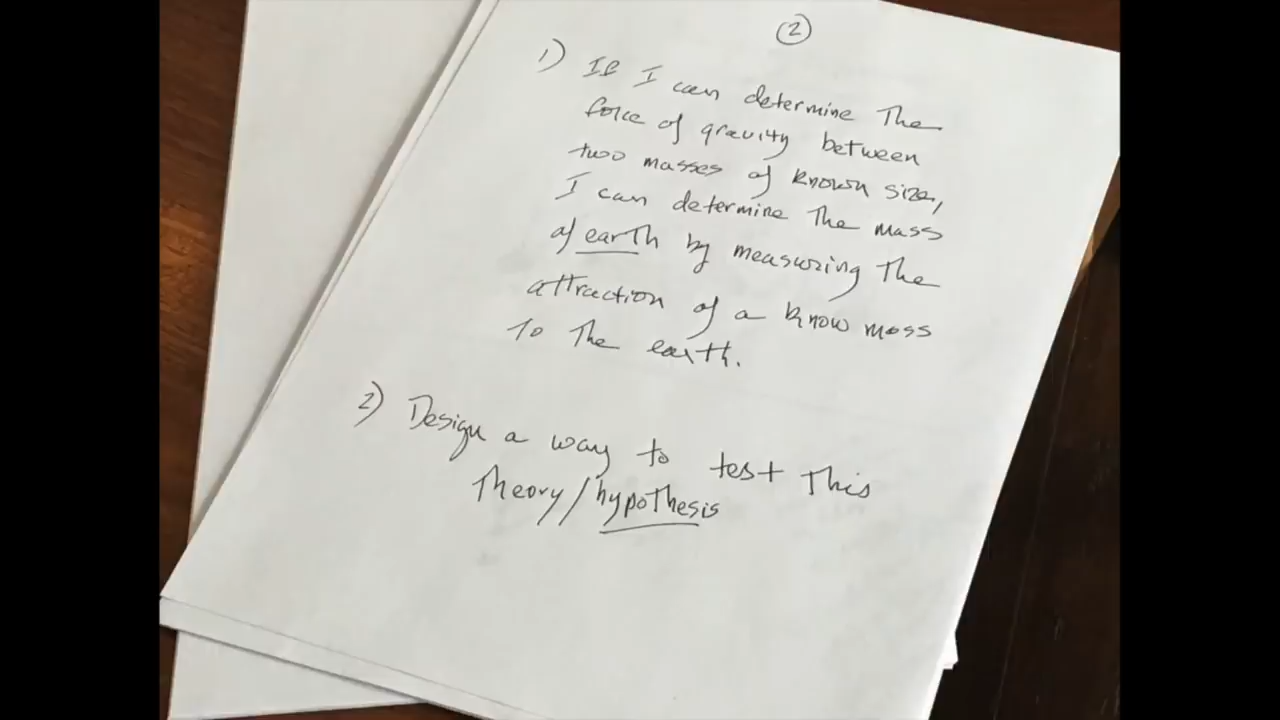 2
1) If I can determine The
force of gravity between
two masses of known size,
I can determine The mass
of earth by measuring The
attraction of a know mass
To The earth.
2) Design a way to test This
Theory/hypothesis